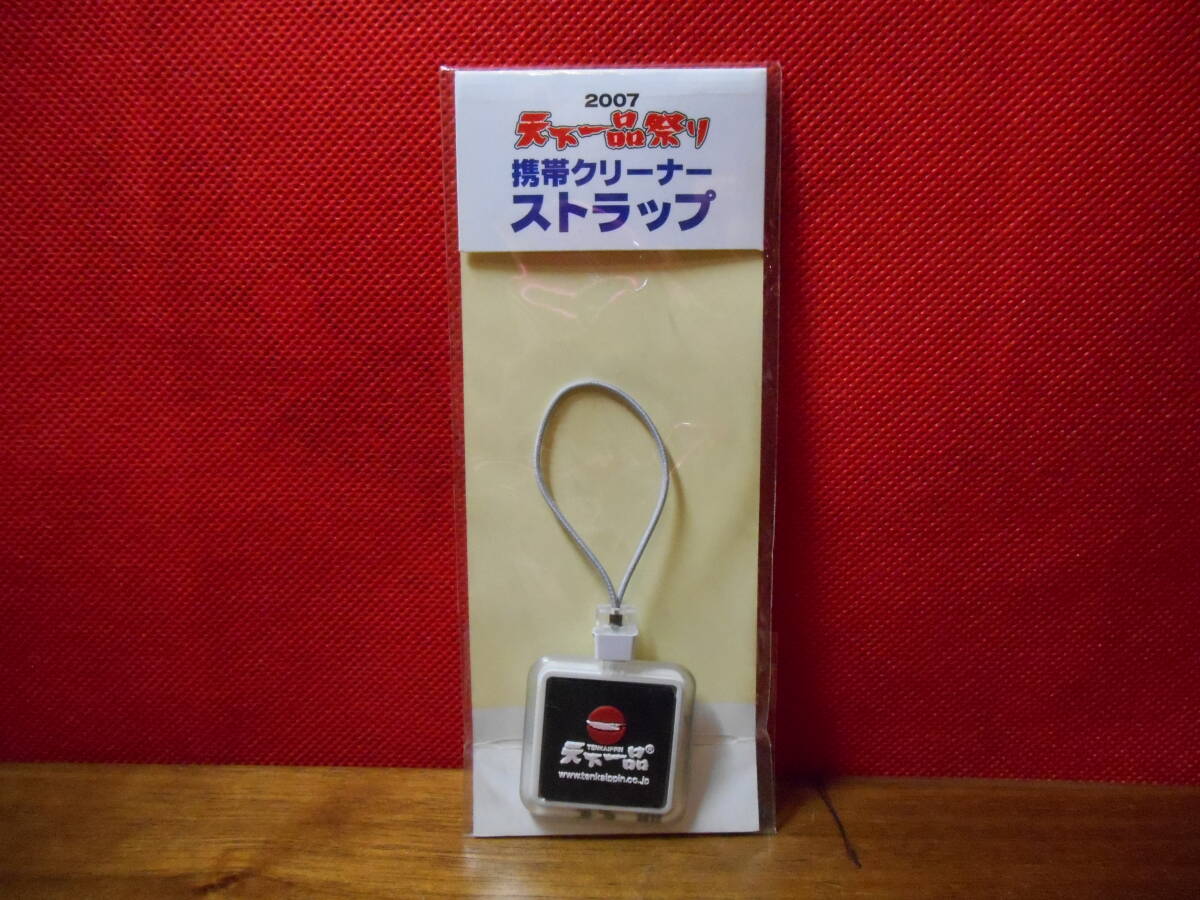 2007
天下一品祭り
携帯クリーナー
ストラップ
TENKAIPPIN
天下一品®
www.tenkaippin.co.jp